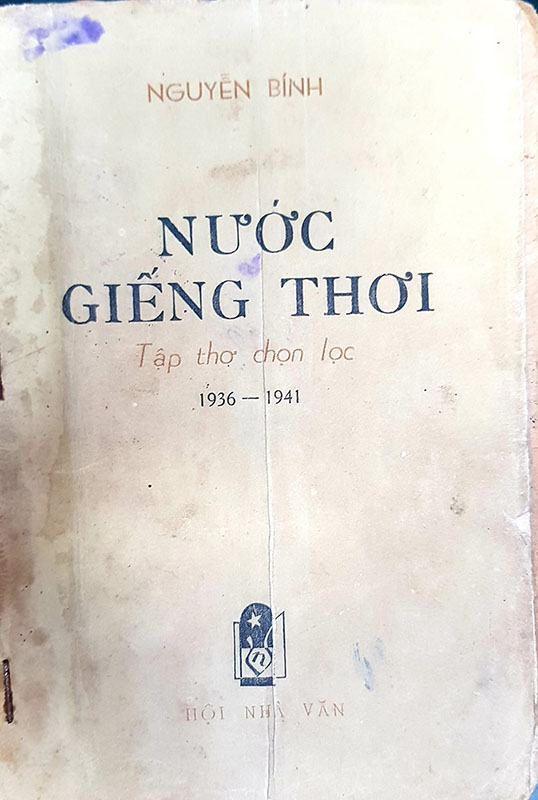 NGUYỄN BÍNH
NƯỚC
GIẾNG THƠI
Tập thơ chọn lọc
1936 — 1941
n
HỘI NHÀ VĂN